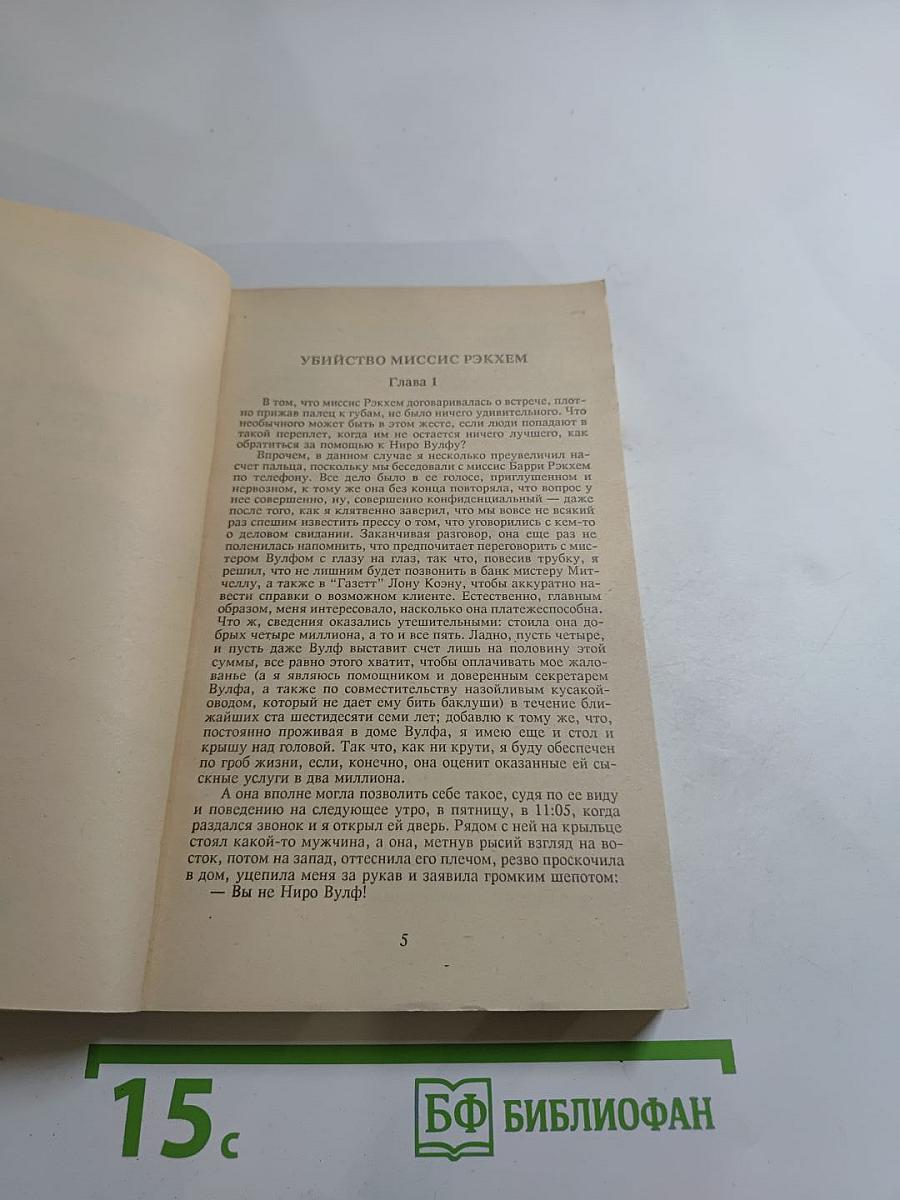 УБИЙСТВО МИССИС РЭКХЕМ
Глава 1
В том, что миссис Рэкхем договаривалась о встрече, плот-
но прижав палец к губам, не было ничего удивительного. Что
необычного может быть в этом жесте, если люди попадают в
такой переплет, когда им не остается ничего лучшего, как
обратиться за помощью к Ниро Вулфу?
Впрочем, в данном случае я несколько преувеличил на-
счет пальца, поскольку мы беседовали с миссис Барри Рэкхем
по телефону. Все дело было в ее голосе, приглушенном и
нервозном, к тому же она без конца повторяла, что вопрос у
нее совершенно, ну, совершенно конфиденциальный — даже
после того, как я клятвенно заверил, что мы вовсе не всякий
раз спешим известить прессу о том, что уговорились с кем-то
о деловом свидании. Заканчивая разговор, она еще раз не
поленилась напомнить, что предпочитает переговорить с мис-
тером Вулфом с глазу на глаз, так что, повесив трубку, я
решил, что не лишним будет позвонить в банк мистеру Мит-
челлу, а также в "Газетт" Лону Коэну, чтобы аккуратно на-
вести справки о возможном клиенте. Естественно, главным
образом, меня интересовало, насколько она платежеспособна.
Что ж, сведения оказались утешительными: стоила она до-
брых четыре миллиона, а то и все пять. Ладно, пусть четыре,
и пусть даже Вулф выставит счет лишь на половину этой
суммы, все равно этого хватит, чтобы оплачивать мое жало-
ванье (а я являюсь помощником и доверенным секретарем
Вулфа, а также по совместительству назойливым кусакой-
оводом, который не дает ему бить баклуши) в течение бли-
жайших ста шестидесяти семи лет; добавлю к тому же, что,
постоянно проживая в доме Вулфа, я имею еще и стол и
крышу над головой. Так что, как ни крути, я буду обеспечен
по гроб жизни, если, конечно, она оценит оказанные ей сы-
скные услуги в два миллиона.
А она вполне могла позволить себе такое, судя по ее виду
и поведению на следующее утро, в пятницу, в 11:05, когда
раздался звонок и я открыл ей дверь. Рядом с ней на крыльце
стоял какой-то мужчина, а она, метнув рысий взгляд на во-
сток, потом на запад, оттеснила его плечом, резво проскочила
в дом, уцепила меня за рукав и заявила громким шепотом:
— Вы не Ниро Вулф!
5
15 с
БФ БИБЛИОФАН